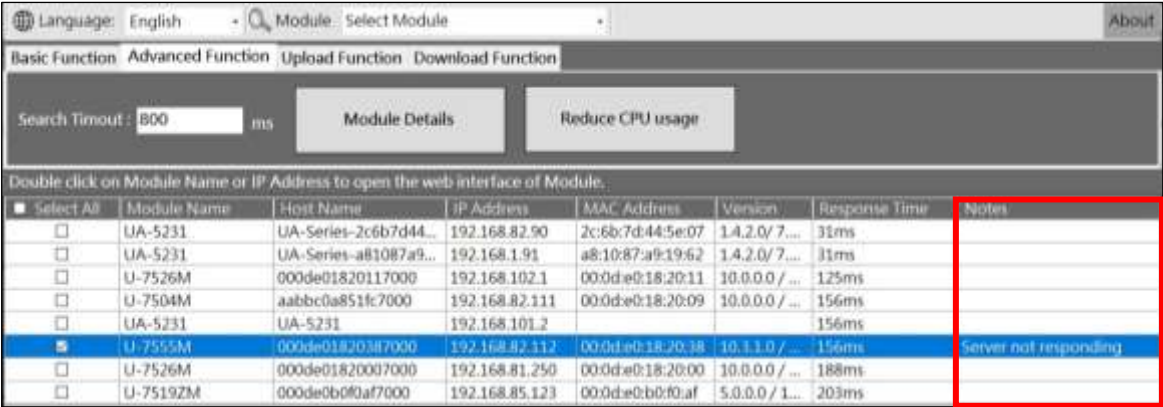 Language: English Module Select Module About
Basic Function Advanced Function Upload Function Download Function
Search Timout : 800 ms Module Details Reduce CPU usage
Double click on Module Name or IP Address to open the web interface of Module.
Select All Module Name Host Name IP Address MAC Address Version Response Time Notes
UA-5231 UA-Series-2c6b7d44... 192.168.82.90 2c:6b:7d:44:5e:07 1.4.2.0/ 7.... 31ms
UA-5231 UA-Series-a81087a9... 192.168.1.91 a8:10:87:a9:19:62 1.4.2.0/ 7.... 31ms
U-7526M 000de01820117000 192.168.102.1 00:0d:e0:18:20:11 10.0.0.0 / ... 125ms
U-7504M aabbc0a851fc7000 192.168.82.111 00:0d:e0:18:20:09 10.0.0.0 / ... 156ms
UA-5231 UA-5231 192.168.101.2 156ms
U-7555M 000de01820387000 192.168.82.112 00:0d:e0:18:20:38 10.3.1.0 / ... 156ms Server not responding
U-7526M 000de01820007000 192.168.81.250 00:0d:e0:18:20:00 10.0.0.0 / ... 188ms
U-7519ZM 000de0b0f0af7000 192.168.85.123 00:0d:e0:b0:f0:af 5.0.0.0 / 1... 203ms